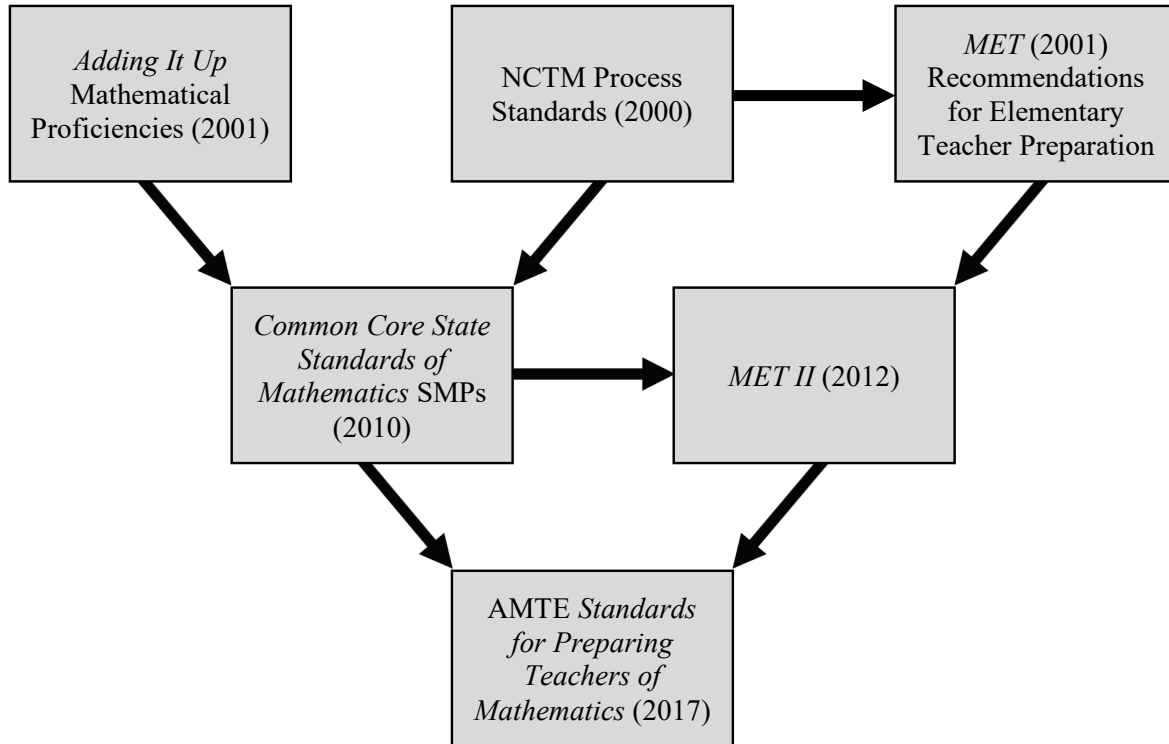 Adding It Up
Mathematical
Proficiencies (2001)
NCTM Process
Standards (2000)
MET (2001)
Recommendations
for Elementary
Teacher Preparation
Common Core State
Standards of
Mathematics SMPs
(2010)
MET II (2012)
AMTE Standards
for Preparing
Teachers of
Mathematics (2017)